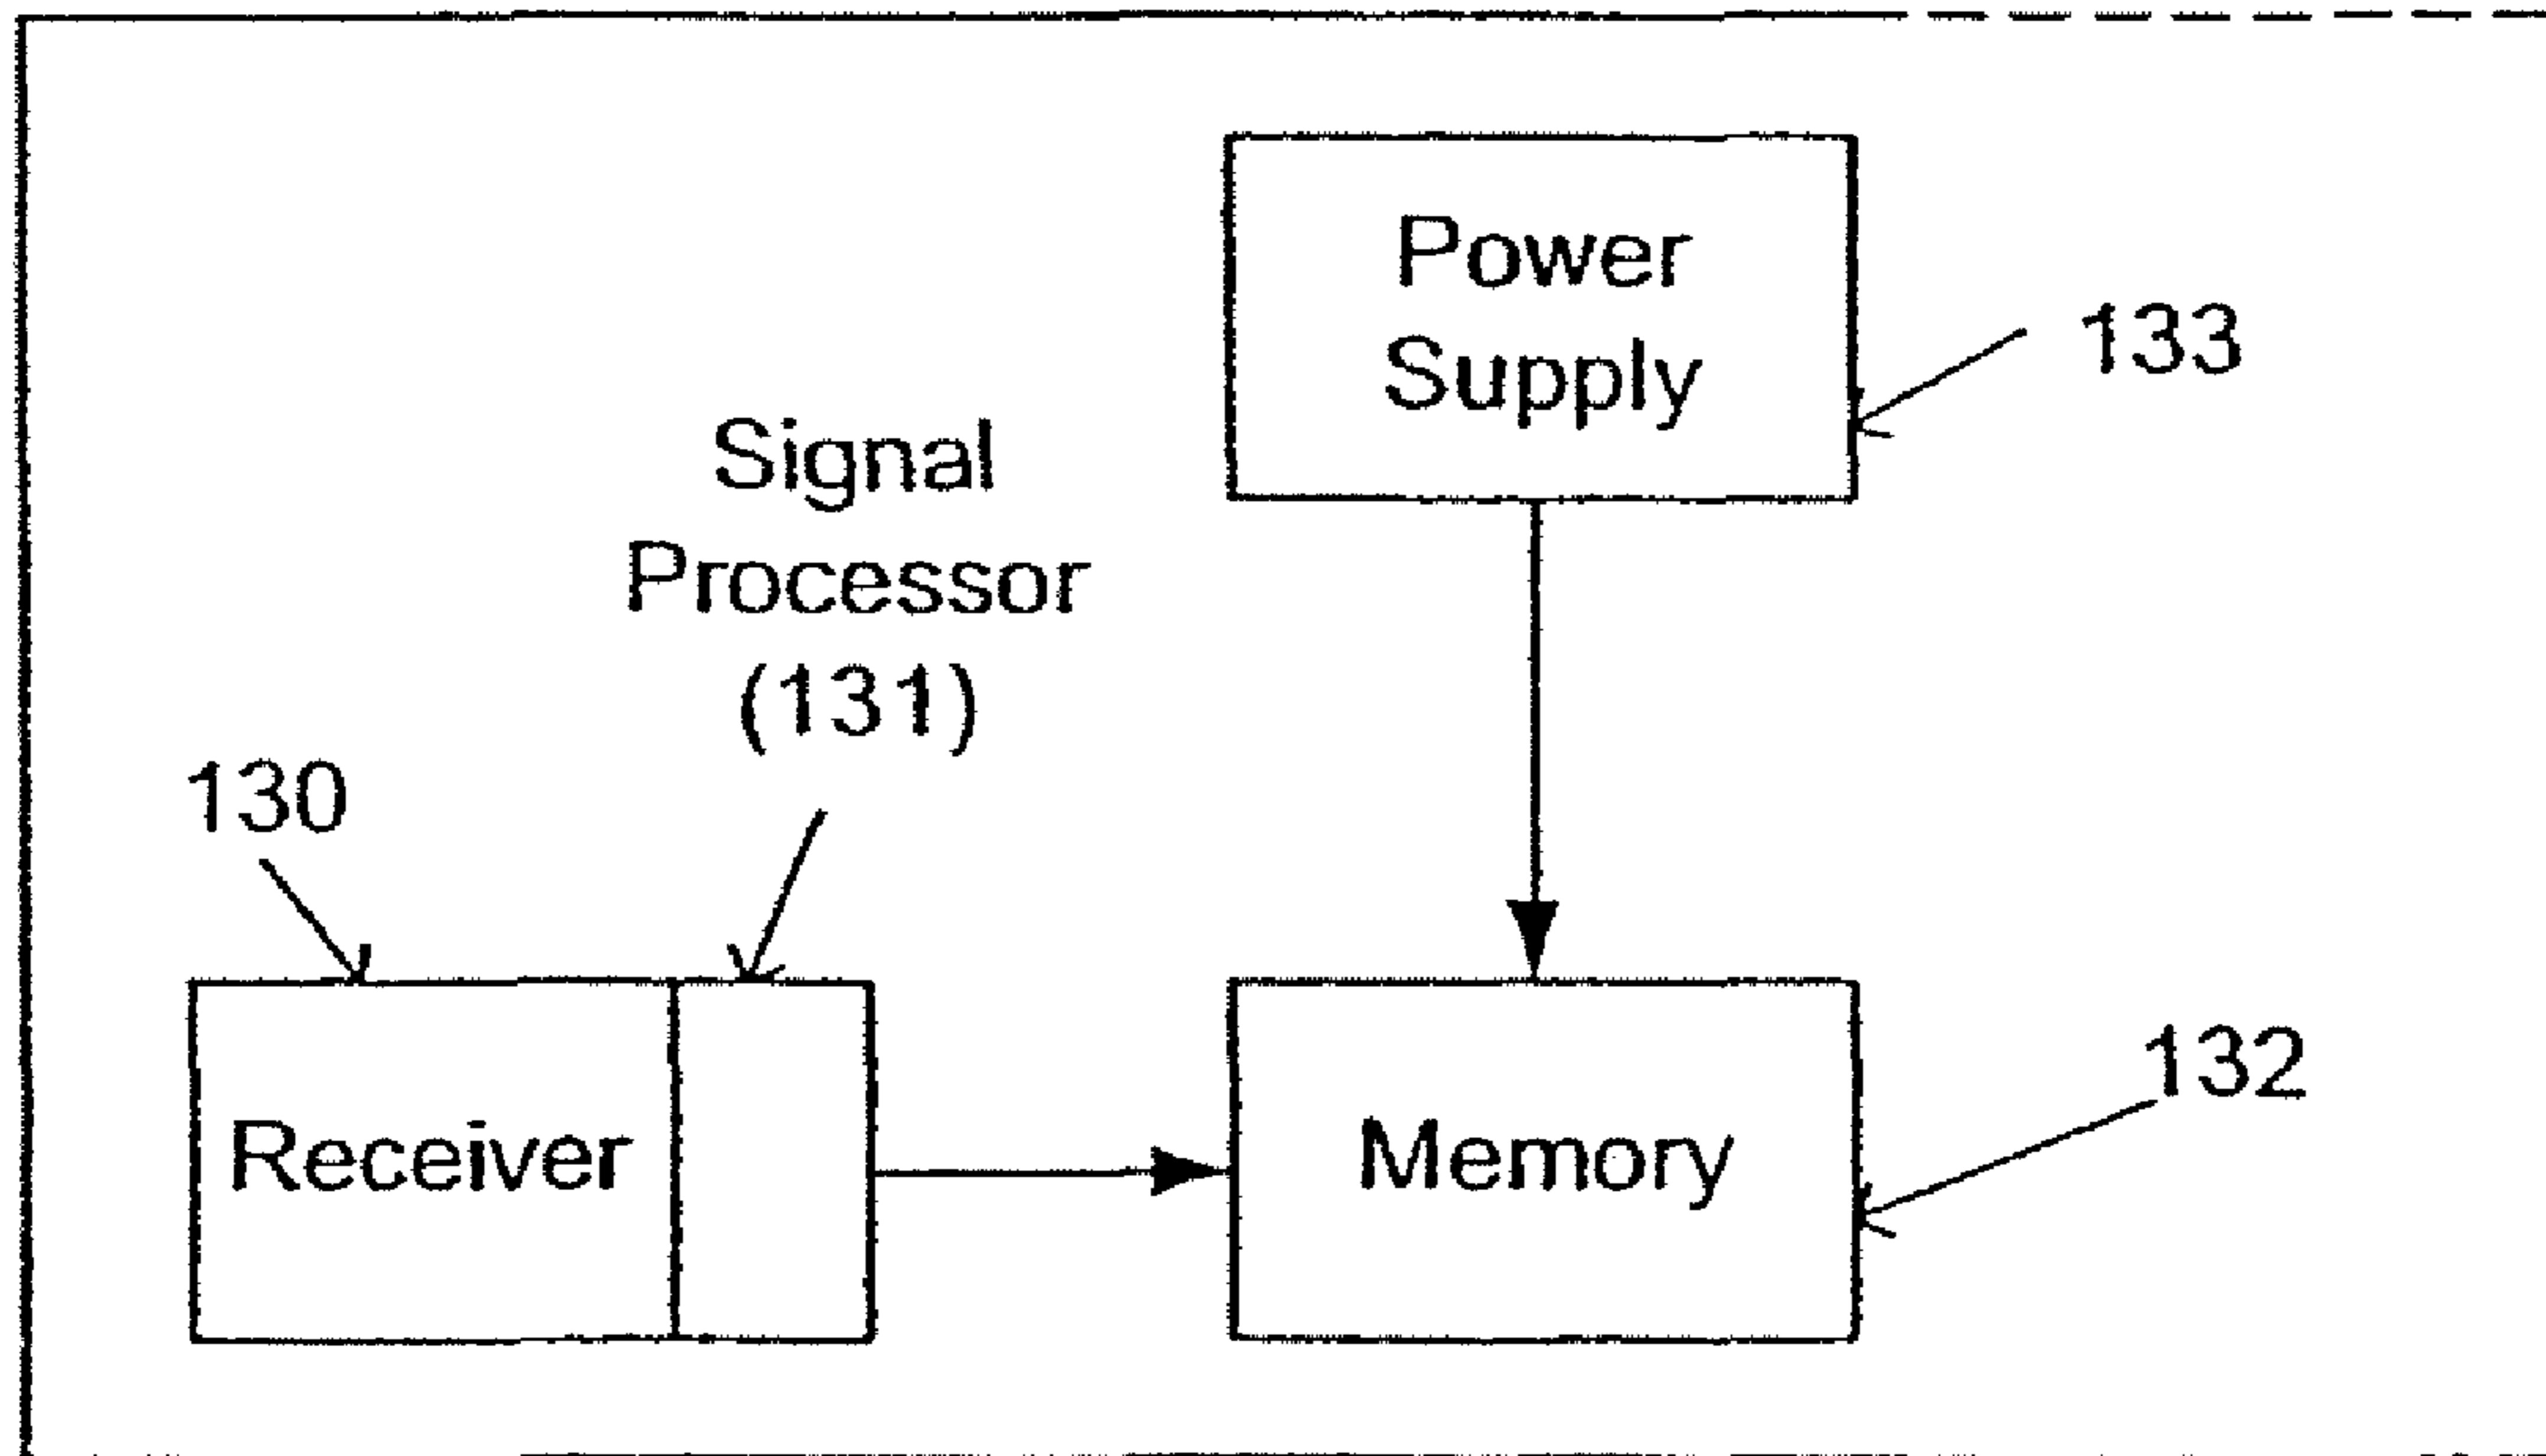 Power
Supply
133
Signal
Processor
(131)
130
Receiver
Memory
132